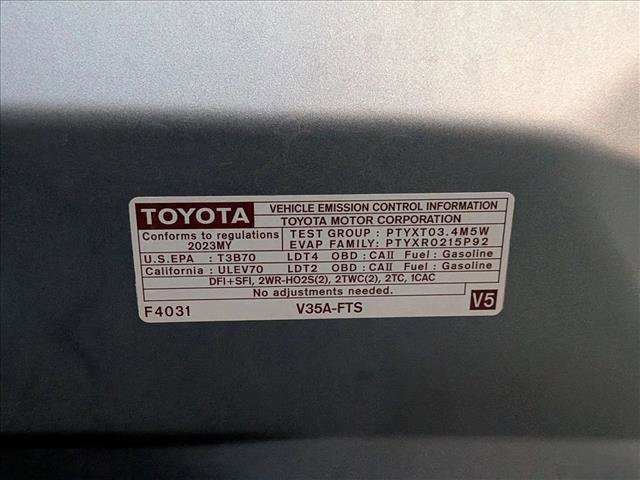 TOYOTA
VEHICLE EMISSION CONTROL INFORMATION
TOYOTA MOTOR CORPORATION
Conforms to regulations
2023MY
TEST GROUP : PTYXT03.4M5W
EVAP FAMILY: PTYXR0215P92
U.S.EPA : T3B70 LDT4 OBD : CAII Fuel : Gasoline
California : ULEV70 LDT2 OBD : CAII Fuel : Gasoline
DFI+SFI, 2WR-HO2S(2), 2TWC(2), 2TC, 1CAC
No adjustments needed.
F4031 V35A-FTS V5